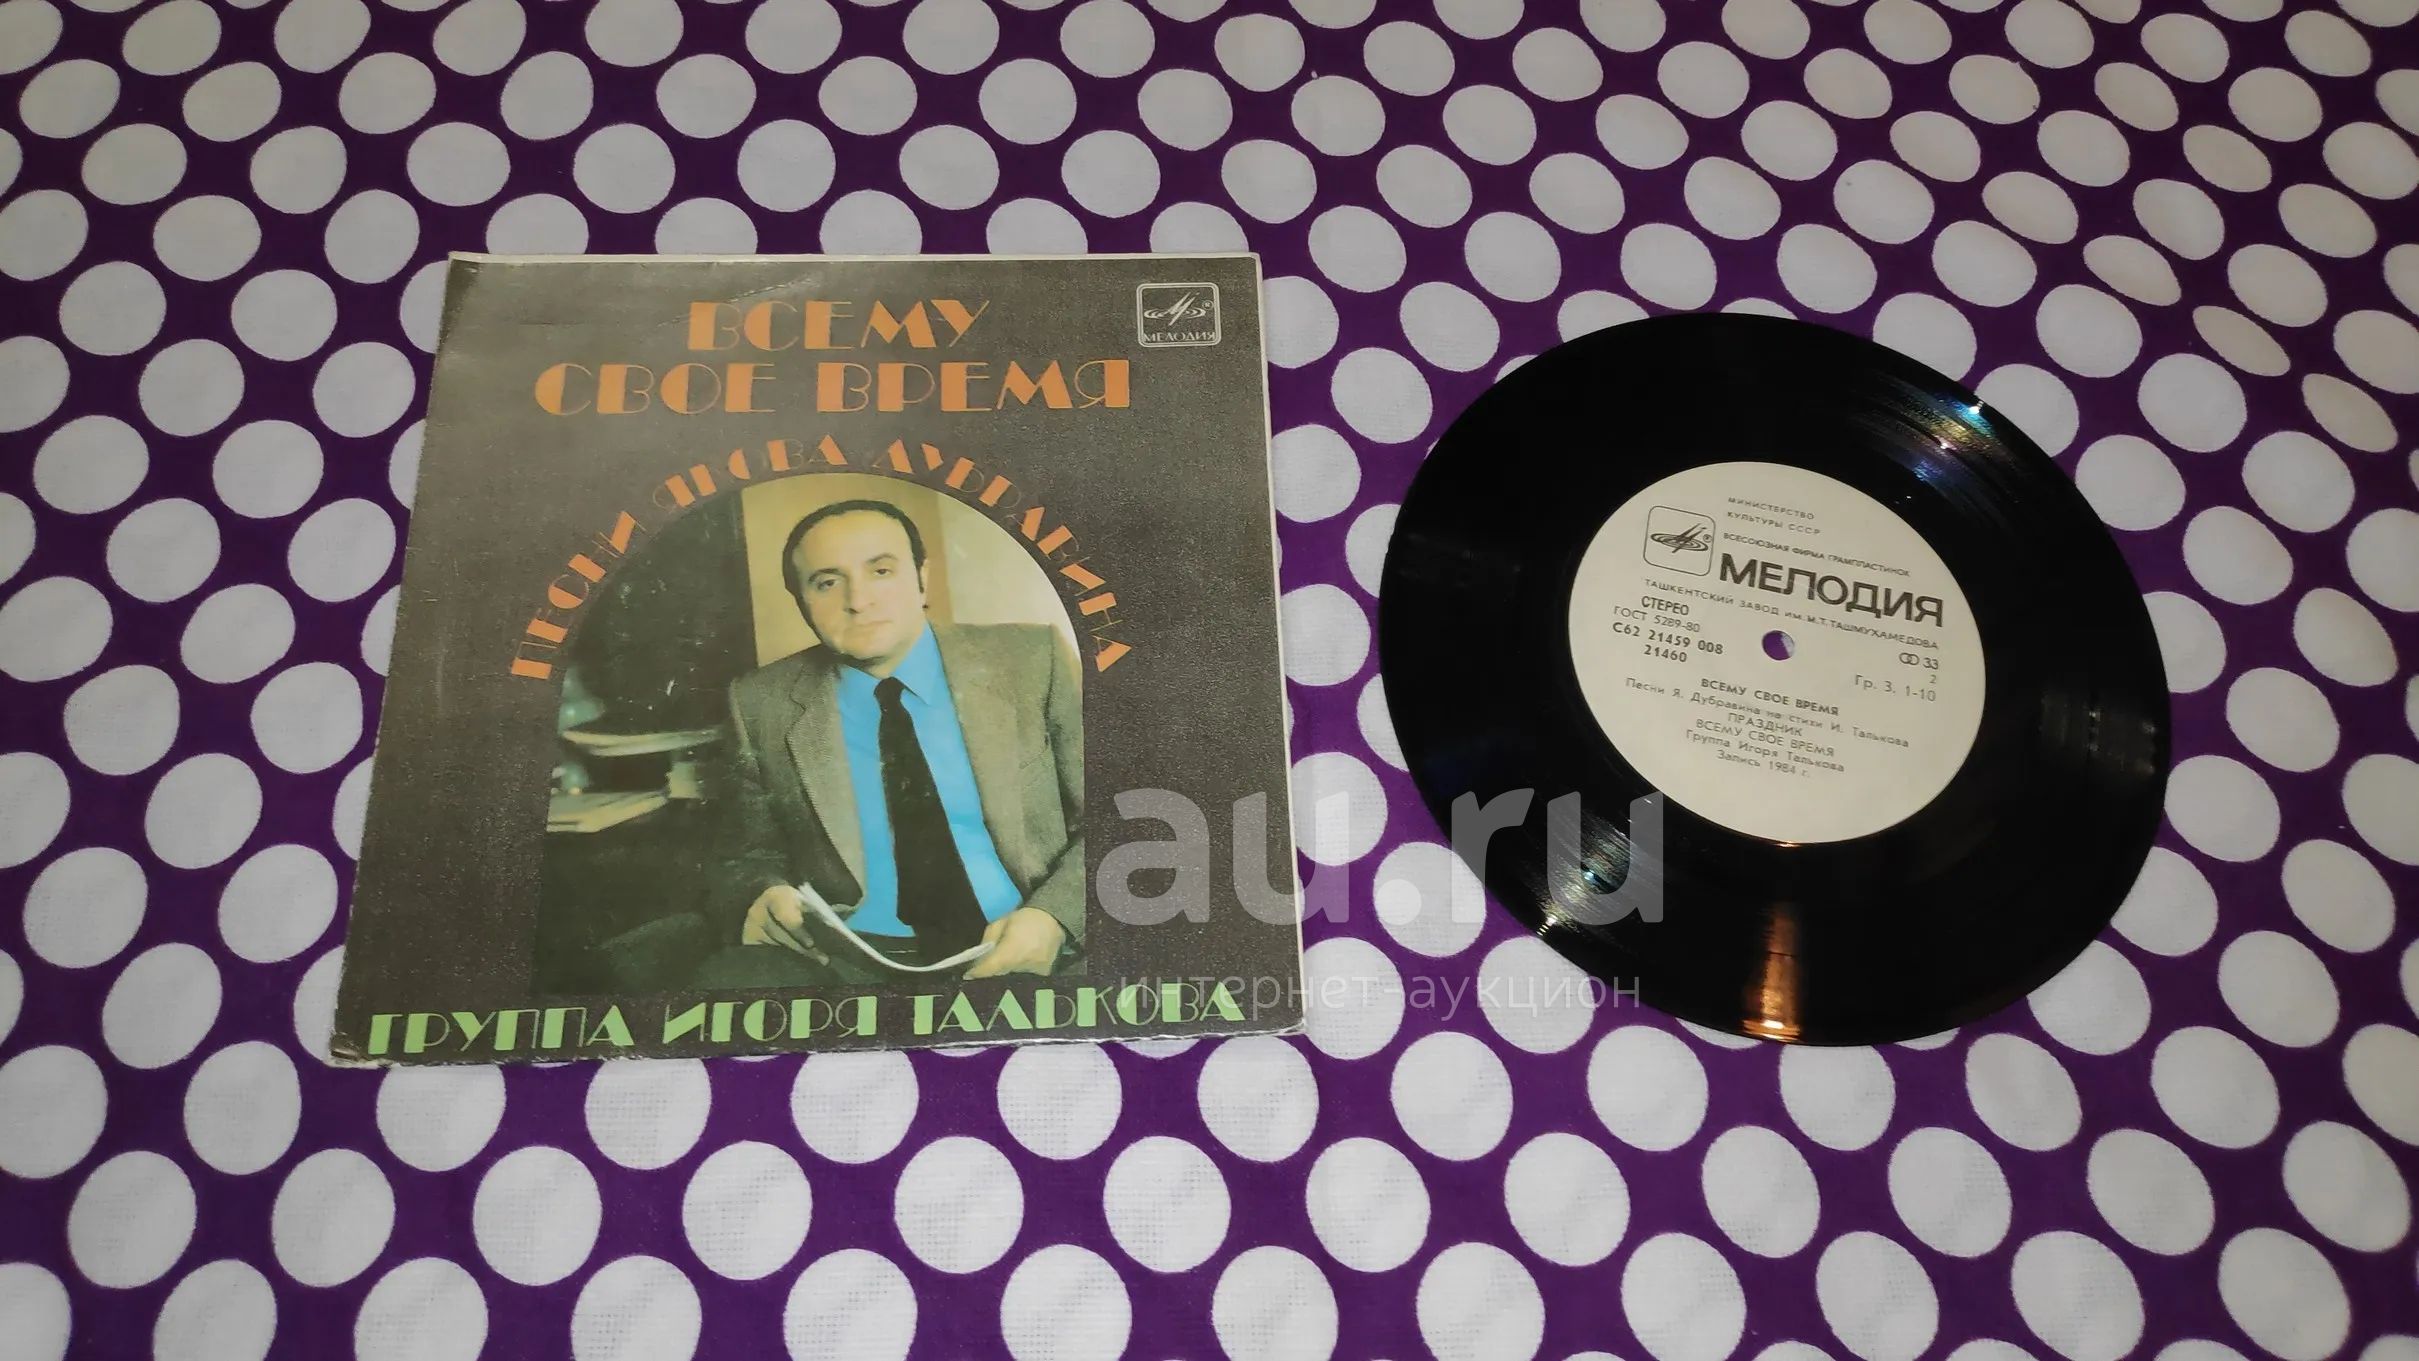 ВСЕМУ
СВОЕ ВРЕМЯ
МЕЛОДИЯ
ПЕСНИ ЯКОВА ДУБРАВИНА
ГРУППА ИГОРЯ ТАЛЬКОВА
МИНИСТЕРСТВО
КУЛЬТУРЫ СССР
ВСЕСОЮЗНАЯ ФИРМА ГРАМПЛАСТИНОК
МЕЛОДИЯ
ТАШКЕНТСКИЙ ЗАВОД ИМ. М.Т. ТАШМУХАМЕДОВА
СТЕРЕО
ГОСТ 5289-80
С62 21459 008
21460
33
2
Гр. 3. 1-10
ВСЕМУ СВОЕ ВРЕМЯ
Песни Я. Дубравина на стихи И. Талькова
ПРАЗДНИК
ВСЕМУ СВОЕ ВРЕМЯ
Группа Игоря Талькова
Запись 1984 г.
au.ru
интернет-аукцион